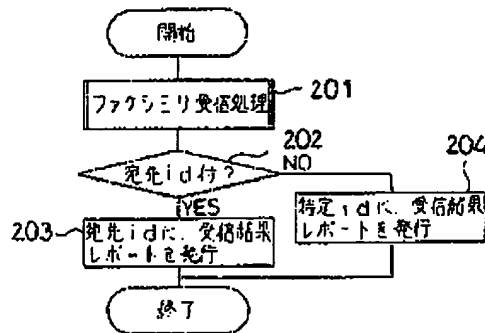 開始
ファクシミリ受信処理
201
202
宛先id付?
NO
204
YES
203
宛先idに、受信結果
レポートを発行
特定idに、受信結果
レポートを発行
終了